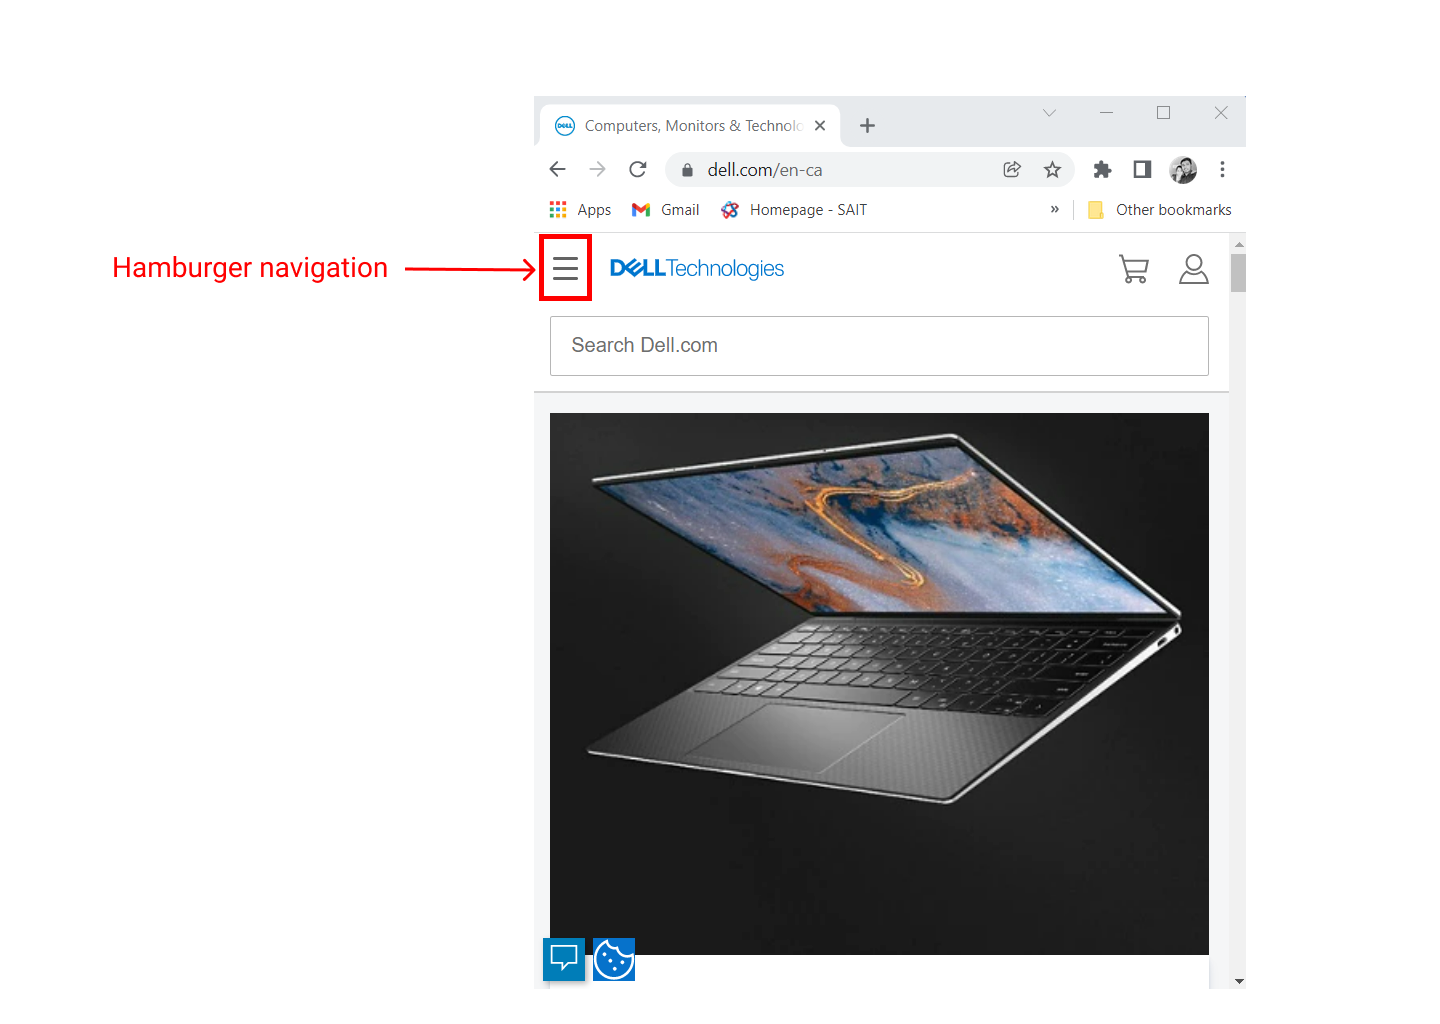 Computers, Monitors & Technolo
dell.com/en-ca
Apps
Gmail
Homepage - SAIT
»
Other bookmarks
Hamburger navigation
DELLTechnologies
Search Dell.com